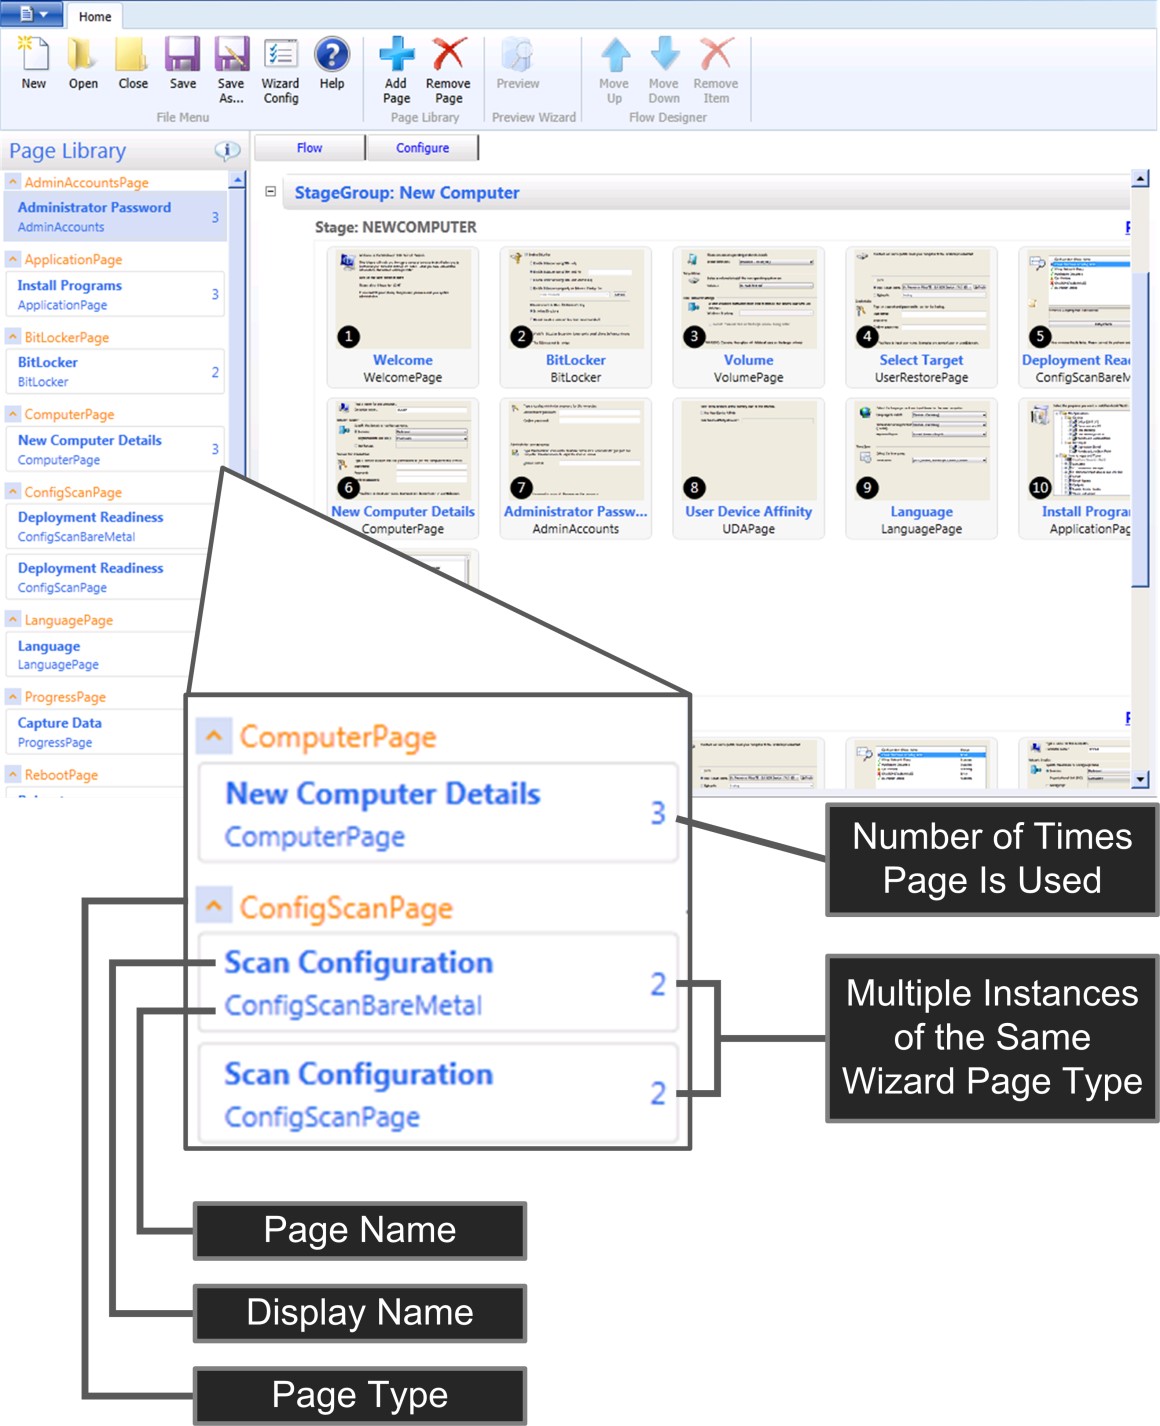 Home
New
Open
Close
Save
Save
As...
Wizard
Config
Help
File Menu
Add
Page
Remove
Page
Page Library
Preview
Preview Wizard
Move
Up
Move
Down
Remove
Item
Flow Designer
Page Library
AdminAccountsPage
Administrator Password
AdminAccounts
3
ApplicationPage
Install Programs
ApplicationPage
3
BitLockerPage
BitLocker
BitLocker
2
ComputerPage
New Computer Details
ComputerPage
3
ConfigScanPage
Deployment Readiness
ConfigScanBareMetal
Deployment Readiness
ConfigScanPage
LanguagePage
Language
LanguagePage
ProgressPage
Capture Data
ProgressPage
RebootPage
Flow
Configure
StageGroup: New Computer
Stage: NEWCOMPUTER
1
Welcome
WelcomePage
2
BitLocker
BitLocker
3
Volume
VolumePage
4
Select Target
UserRestorePage
5
Deployment Rea
ConfigScanBareM
6
New Computer Details
ComputerPage
7
Administrator Passw...
AdminAccounts
8
User Device Affinity
UDAPage
9
Language
LanguagePage
10
Install Program
ApplicationPag
ComputerPage
New Computer Details
ComputerPage
3
ConfigScanPage
Scan Configuration
ConfigScanBareMetal
2
Scan Configuration
ConfigScanPage
2
Number of Times
Page Is Used
Multiple Instances
of the Same
Wizard Page Type
Page Name
Display Name
Page Type